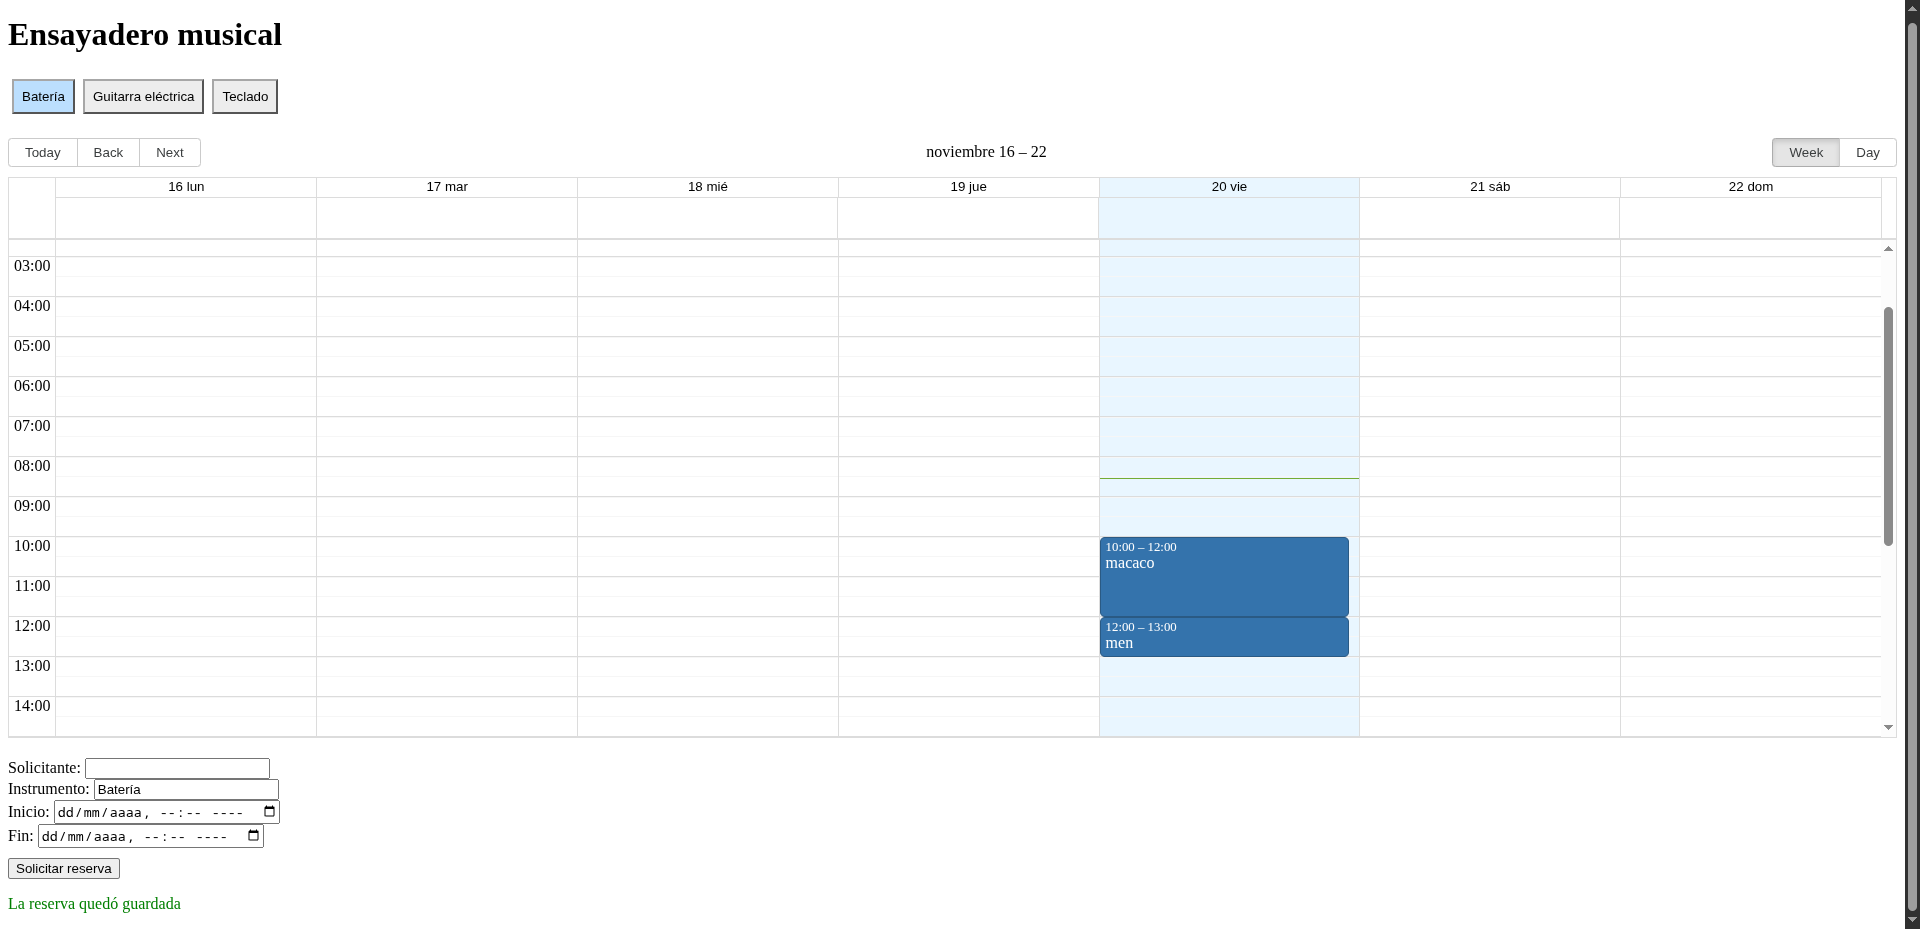 Ensayadero musical
Batería Guitarra eléctrica Teclado
Today Back Next noviembre 16 – 22 Week Day
16 lun 17 mar 18 mié 19 jue 20 vie 21 sáb 22 dom
03:00
04:00
05:00
06:00
07:00
08:00
09:00
10:00 10:00 – 12:00
macaco
11:00
12:00 12:00 – 13:00
men
13:00
14:00
Solicitante:
Instrumento: Batería
Inicio: dd/mm/aaaa, --:-- ----
Fin: dd/mm/aaaa, --:-- ----
Solicitar reserva
La reserva quedó guardada